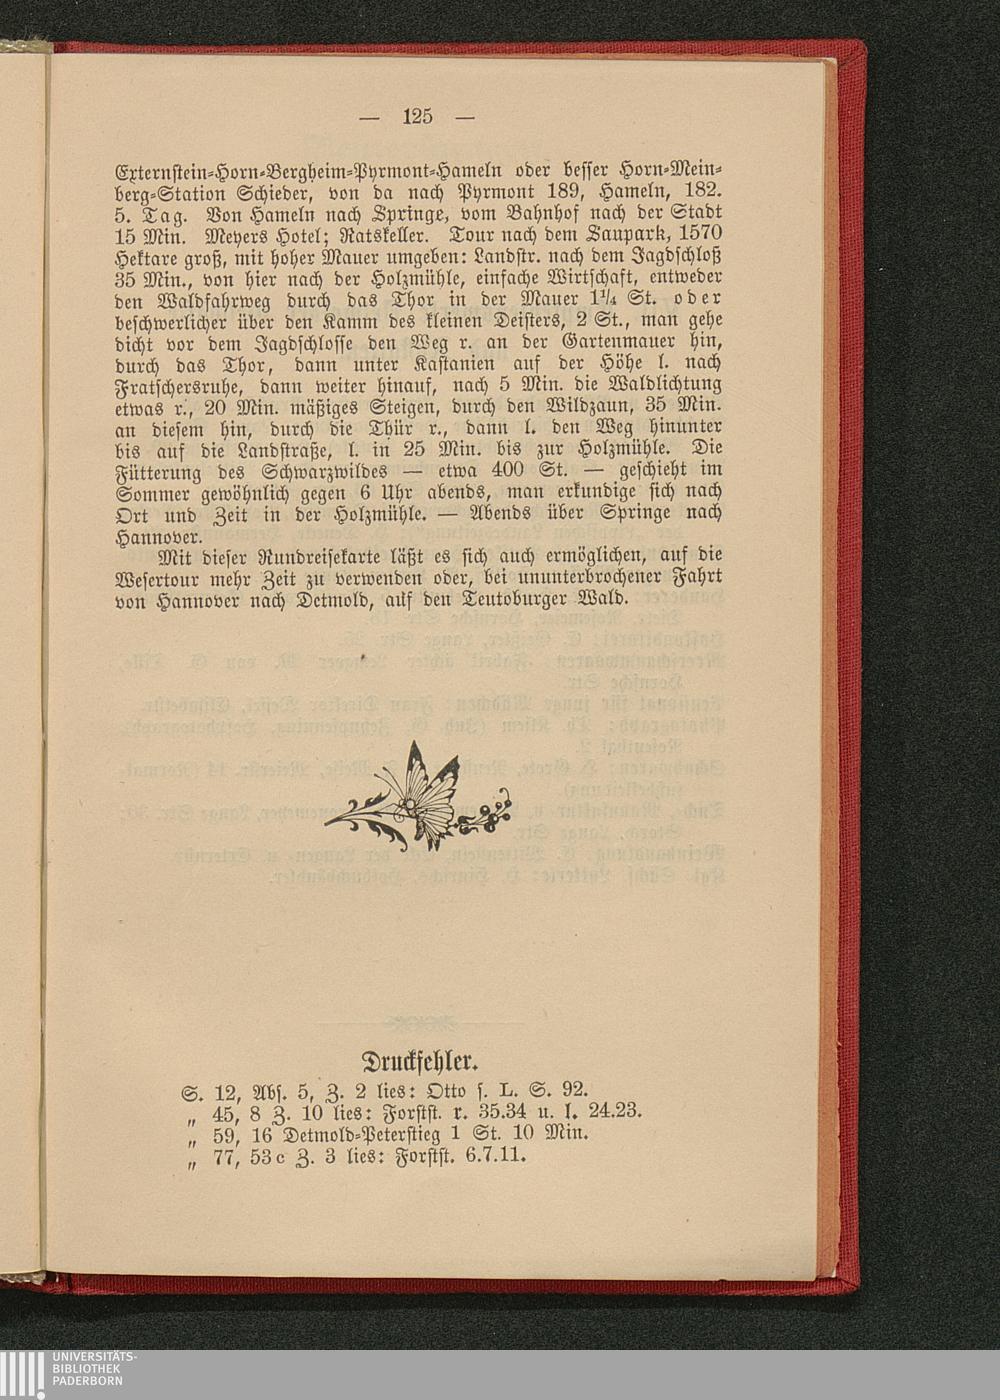 — 125 —
Externstein-Horn-Bergheim-Pyrmont-Hameln oder besser Horn-Mein-
berg-Station Schieder, von da nach Pyrmont 189, Hameln, 182.
5. Tag. Von Hameln nach Springe, vom Bahnhof nach der Stadt
15 Min. Meyers Hotel; Ratskeller. Tour nach dem Saupark, 1570
Hektare groß, mit hoher Mauer umgeben: Landstr. nach dem Jagdschloß
35 Min., von hier nach der Holzmühle, einfache Wirtschaft, entweder
den Waldfahrweg durch das Thor in der Mauer 1¼ St. oder
beschwerlicher über den Kamm des kleinen Deisters, 2 St., man gehe
dicht vor dem Jagdschlosse den Weg r. an der Gartenmauer hin,
durch das Thor, dann unter Kastanien auf der Höhe l. nach
Fratschersruhe, dann weiter hinauf, nach 5 Min. die Waldlichtung
etwas r., 20 Min. mäßiges Steigen, durch den Wildzaun, 35 Min.
an diesem hin, durch die Thür r., dann l. den Weg hinunter
bis auf die Landstraße, l. in 25 Min. bis zur Holzmühle. Die
Fütterung des Schwarzwildes — etwa 400 St. — geschieht im
Sommer gewöhnlich gegen 6 Uhr abends, man erkundige sich nach
Ort und Zeit in der Holzmühle. — Abends über Springe nach
Hannover.
Mit dieser Rundreisekarte läßt es sich auch ermöglichen, auf die
Wesertour mehr Zeit zu verwenden oder, bei ununterbrochener Fahrt
von Hannover nach Detmold, auf den Teutoburger Wald.
Druckfehler.
S. 12, Abs. 5, Z. 2 lies: Otto s. L. S. 92.
„ 45, 8 Z. 10 lies: Forstst. r. 35.34 u. l. 24.23.
„ 59, 16 Detmold-Peterstieg 1 St. 10 Min.
„ 77, 53c Z. 3 lies: Forstst. 6.7.11.
UNIVERSITÄTS-
BIBLIOTHEK
PADERBORN